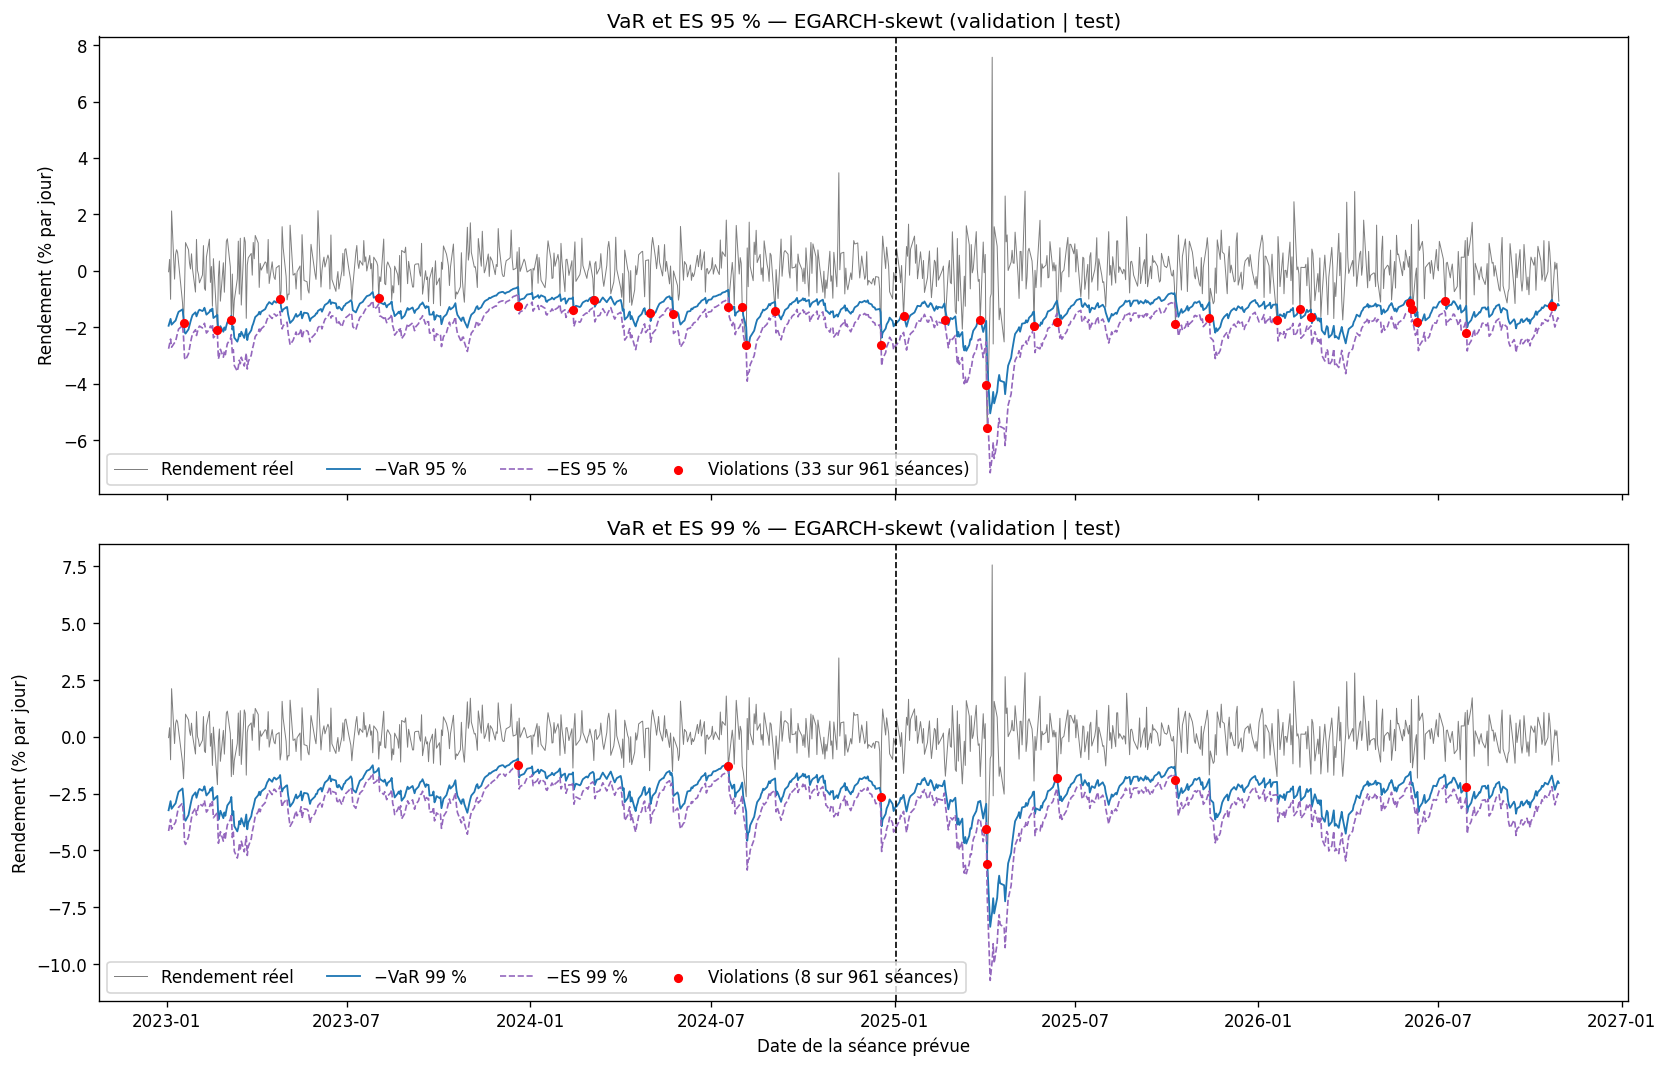 VaR et ES 95 % — EGARCH-skewt (validation | test)
Rendement (% par jour)
8
6
4
2
0
−2
−4
−6
Rendement réel
−VaR 95 %
−ES 95 %
Violations (33 sur 961 séances)
VaR et ES 99 % — EGARCH-skewt (validation | test)
Rendement (% par jour)
7.5
5.0
2.5
0.0
−2.5
−5.0
−7.5
−10.0
Rendement réel
−VaR 99 %
−ES 99 %
Violations (8 sur 961 séances)
2023-01
2023-07
2024-01
2024-07
2025-01
2025-07
2026-01
2026-07
2027-01
Date de la séance prévue